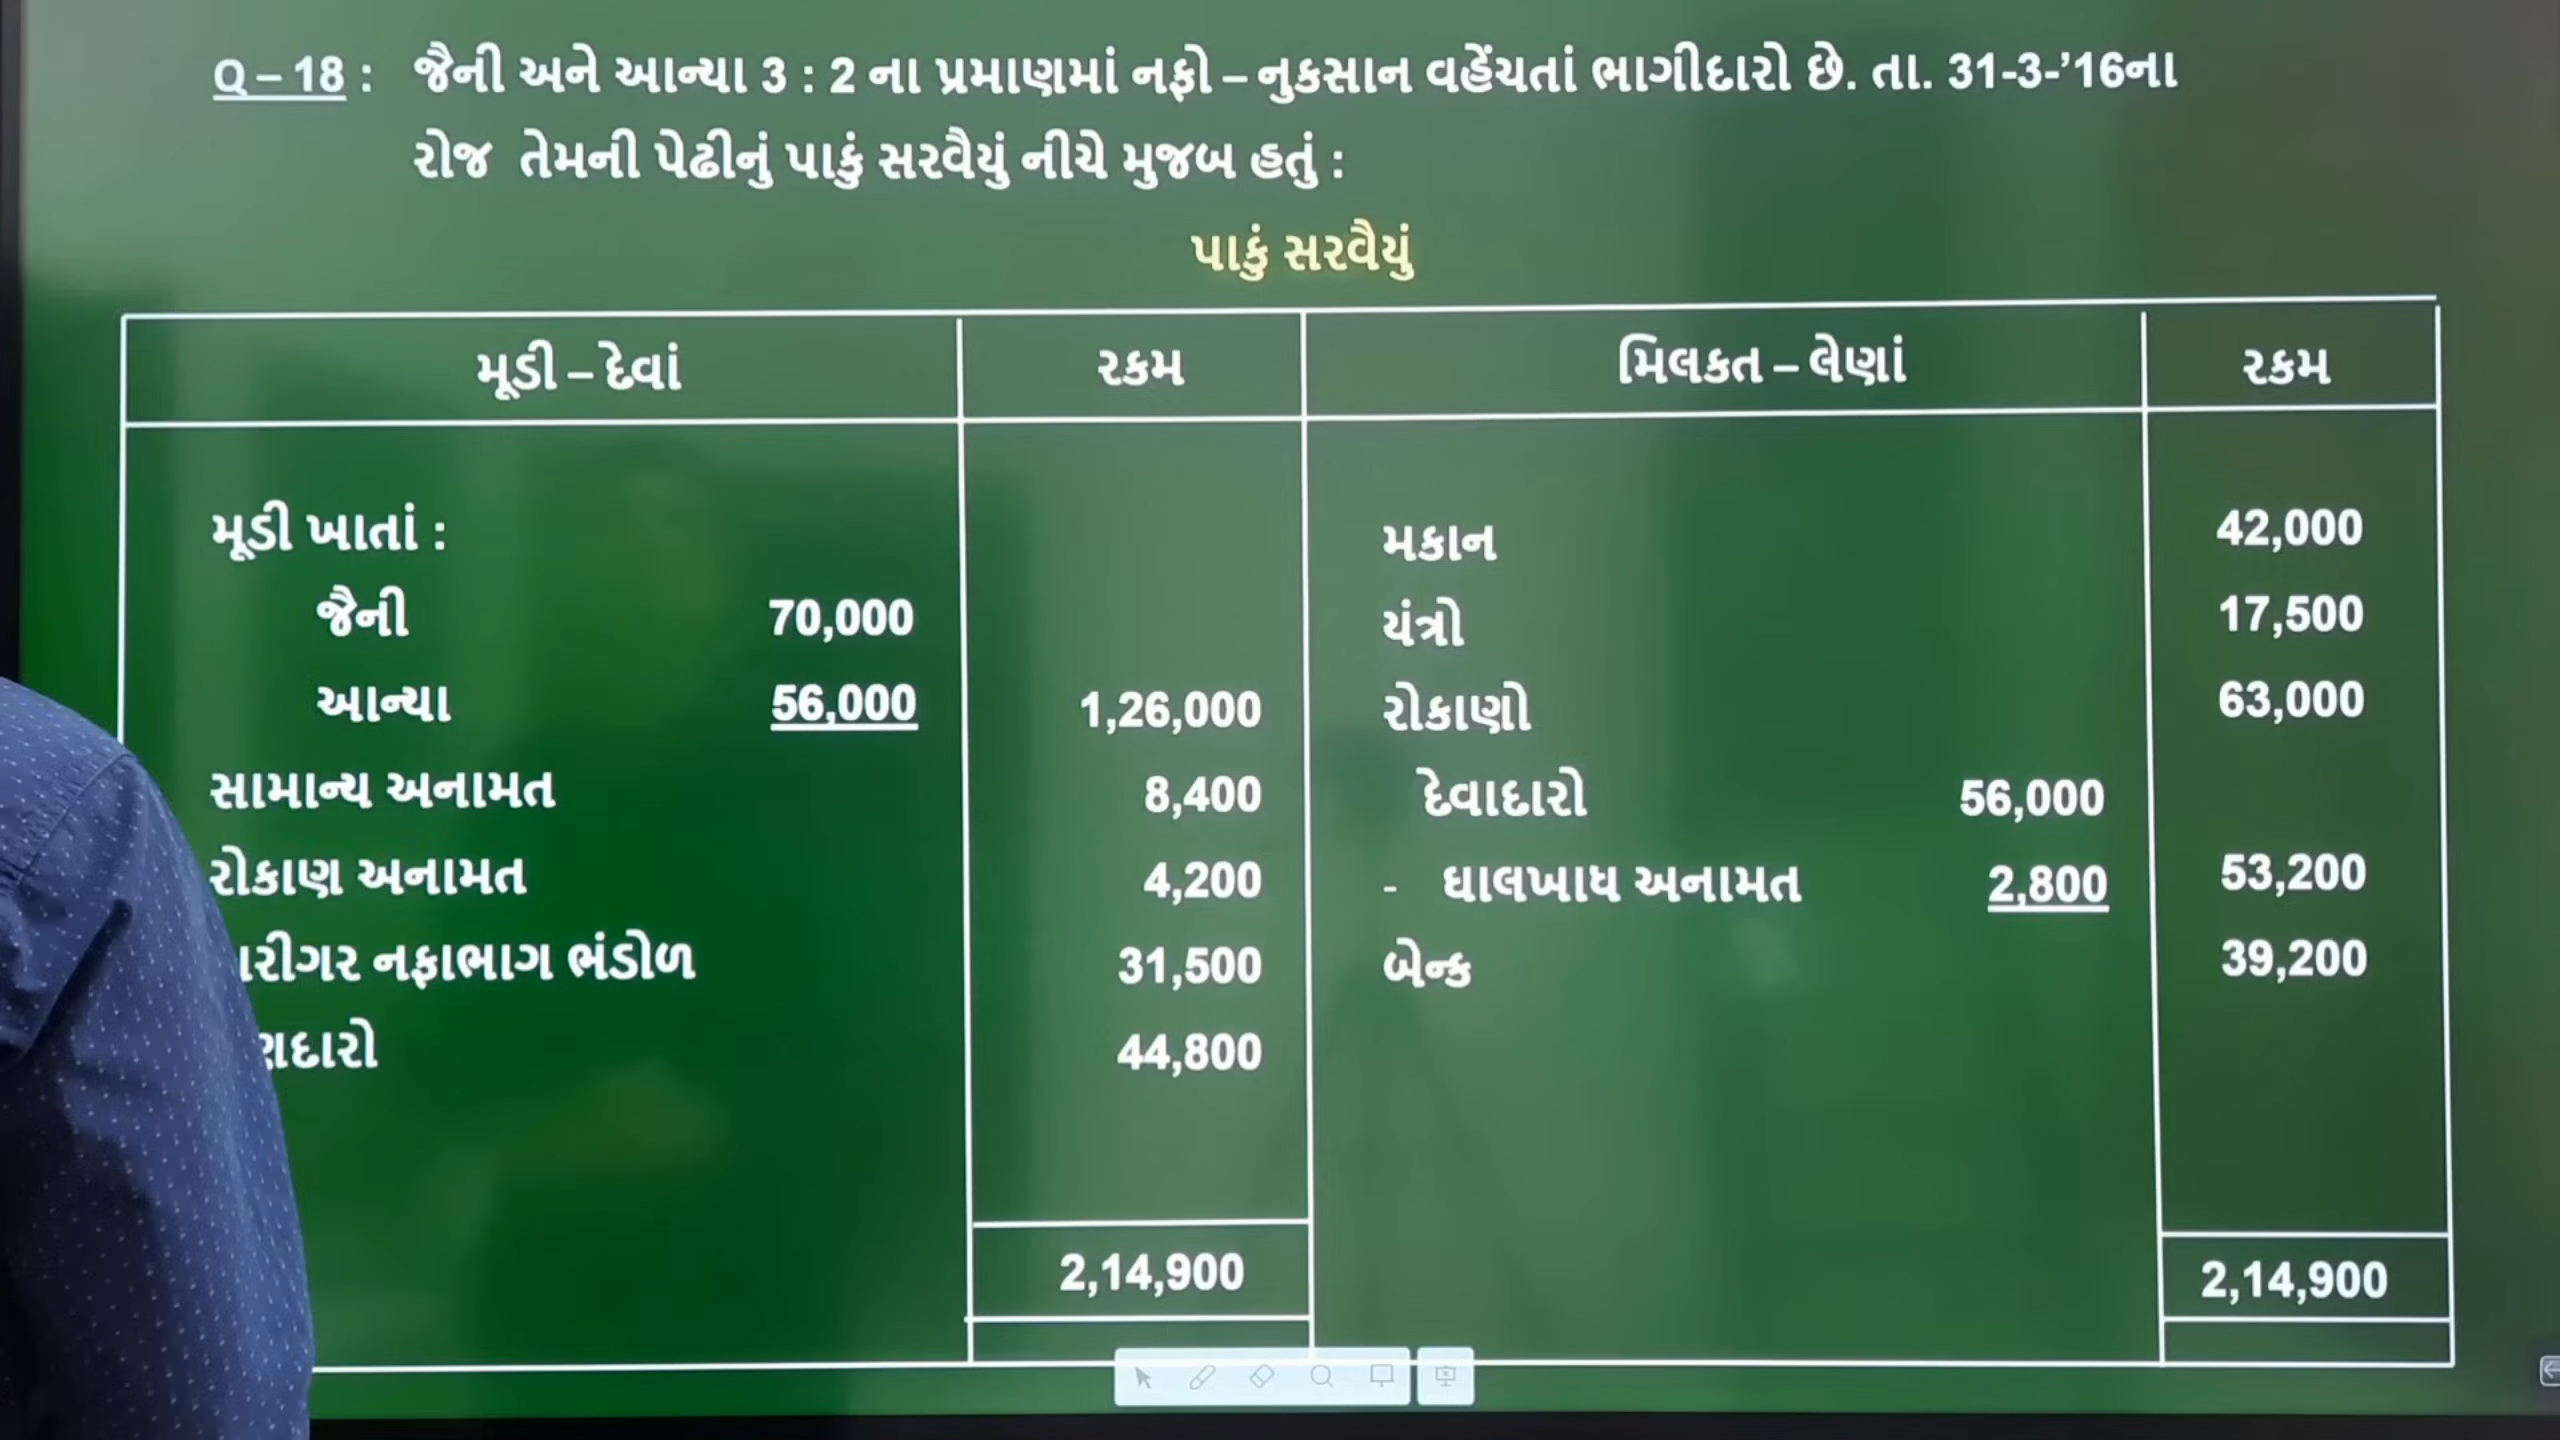 Q – 18 : જૈની અને આન્યા 3 : 2 ના પ્રમાણમાં નફો – નુકસાન વહેંચતાં ભાગીદારો છે. તા. 31-3-’16ના
રોજ તેમની પેઢીનું પાકું સરવૈયું નીચે મુજબ હતું :
પાકું સરવૈયું
મૂડી – દેવાં રકમ મિલકત – લેણાં રકમ
મૂડી ખાતાં : મકાન 42,000
જૈની 70,000 યંત્રો 17,500
આન્યા 56,000 1,26,000 રોકાણો 63,000
સામાન્ય અનામત 8,400 દેવાદારો 56,000
રોકાણ અનામત 4,200 - ઘાલખાધ અનામત 2,800 53,200
નફાભાગ ભંડોળ 31,500 બેન્ક 39,200
44,800
2,14,900 2,14,900